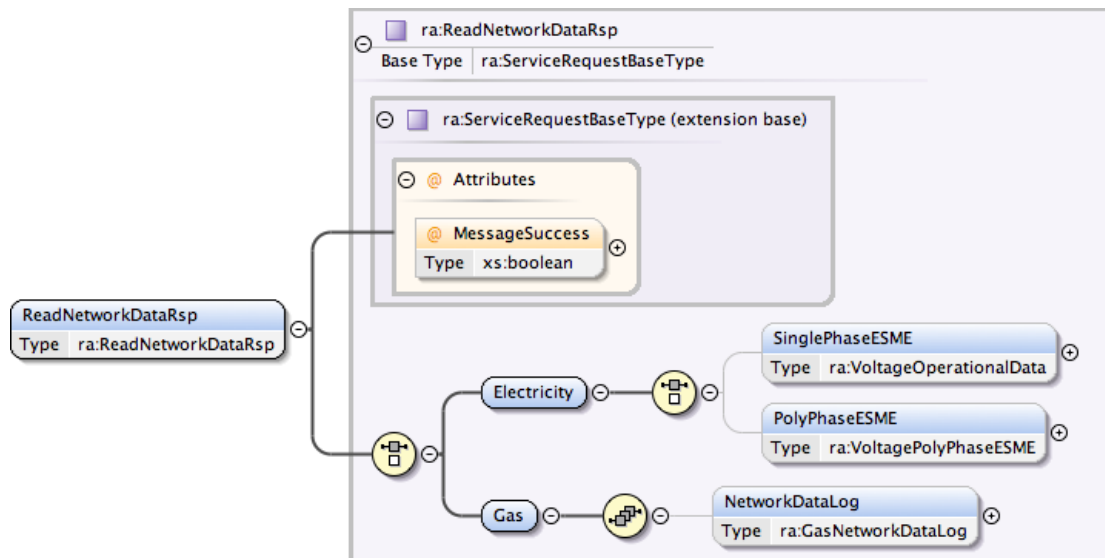 ra:ReadNetworkDataRsp
Base Type ra:ServiceRequestBaseType
ra:ServiceRequestBaseType (extension base)
@ Attributes
@ MessageSuccess
Type xs:boolean
ReadNetworkDataRsp
Type ra:ReadNetworkDataRsp
SinglePhaseESME
Type ra:VoltageOperationalData
Electricity
PolyPhaseESME
Type ra:VoltagePolyPhaseESME
Gas
NetworkDataLog
Type ra:GasNetworkDataLog